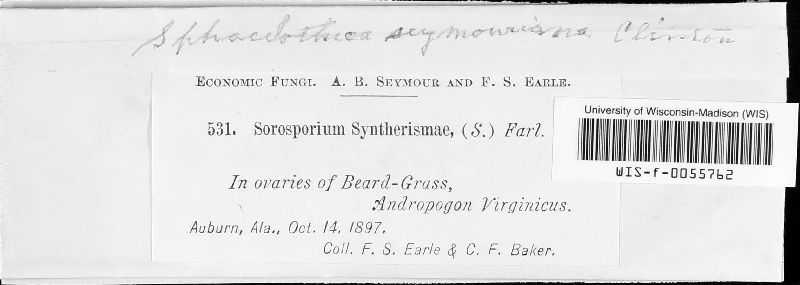 Sphacelotheca seymouriana Clinton
ECONOMIC FUNGI. A. B. SEYMOUR AND F. S. EARLE.
531. Sorosporium Syntherismae, (S.) Farl.
In ovaries of Beard-Grass,
Andropogon Virginicus.
Auburn, Ala., Oct. 14, 1897.
Coll. F. S. Earle & C. F. Baker.
University of Wisconsin-Madison (WIS)
WIS-f-0055762